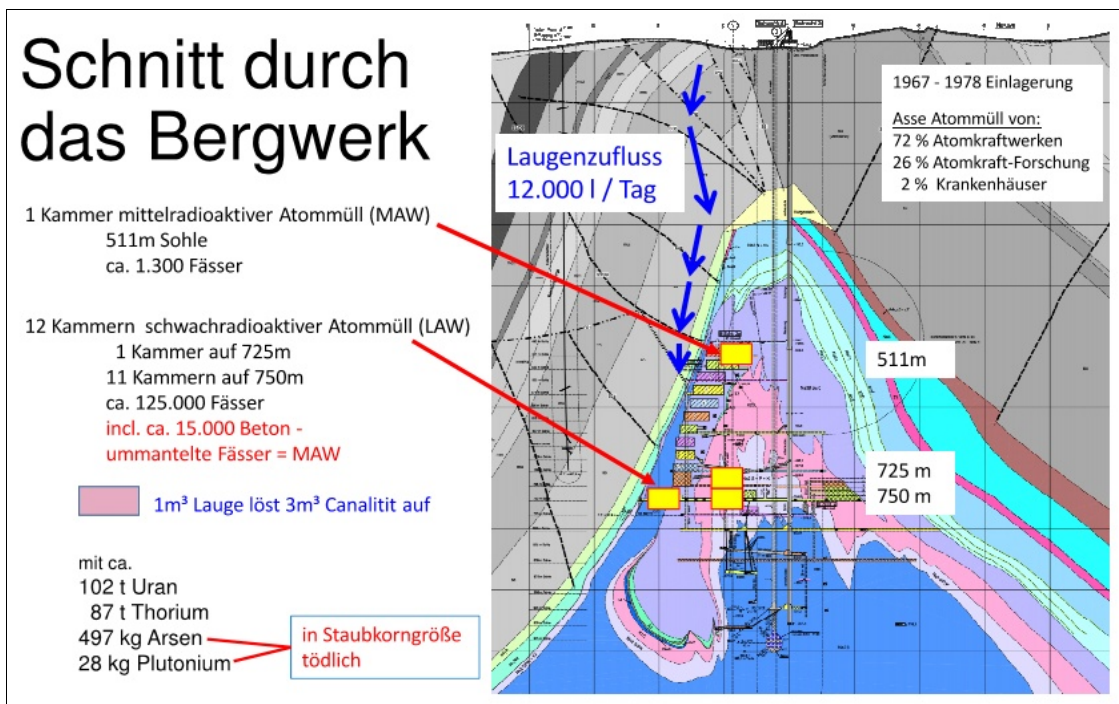 Schnitt durch
das Bergwerk
1 Kammer mittelradioaktiver Atommüll (MAW)
511m Sohle
ca. 1.300 Fässer
12 Kammern schwachradioaktiver Atommüll (LAW)
1 Kammer auf 725m
11 Kammern auf 750m
ca. 125.000 Fässer
incl. ca. 15.000 Beton -
ummantelte Fässer = MAW
1m³ Lauge löst 3m³ Canalitit auf
mit ca.
102 t Uran
87 t Thorium
497 kg Arsen
28 kg Plutonium
in Staubkorngröße
tödlich
Laugenzufluss
12.000 l / Tag
1967 - 1978 Einlagerung
Asse Atommüll von:
72 % Atomkraftwerken
26 % Atomkraft-Forschung
2 % Krankenhäuser
511m
725 m
750 m